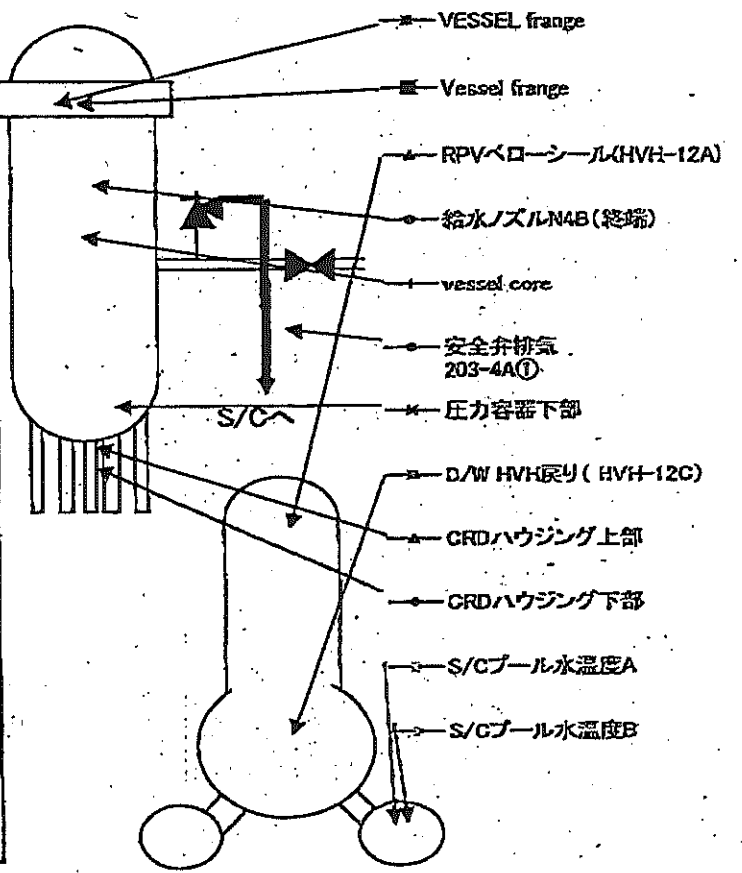 VESSEL frange
Vessel frange
RPVベローシール(HVH-12A)
給水ノズルN4B(終端)
vessel core
安全弁排気
203-4A①
S/Cへ
圧力容器下部
D/W HVH戻り( HVH-12C)
CRDハウジング上部
CRDハウジング下部
S/Cプール水温度A
S/Cプール水温度B